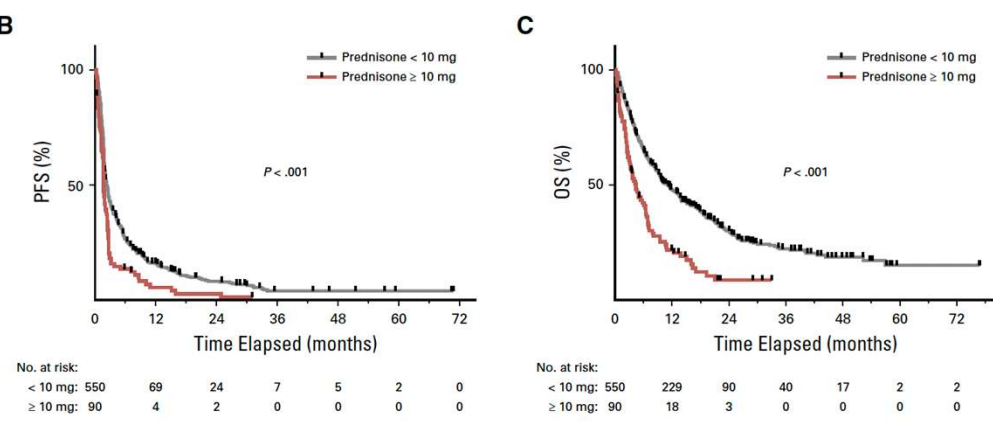 B
Prednisone < 10 mg
Prednisone ≥ 10 mg
100
50
PFS (%)
P < .001
0 12 24 36 48 60 72
Time Elapsed (months)
No. at risk:
< 10 mg: 550 69 24 7 5 2 0
≥ 10 mg: 90 4 2 0 0 0 0
C
Prednisone < 10 mg
Prednisone ≥ 10 mg
100
50
OS (%)
P < .001
0 12 24 36 48 60 72
Time Elapsed (months)
No. at risk:
< 10 mg: 550 229 90 40 17 2 2
≥ 10 mg: 90 18 3 0 0 0 0